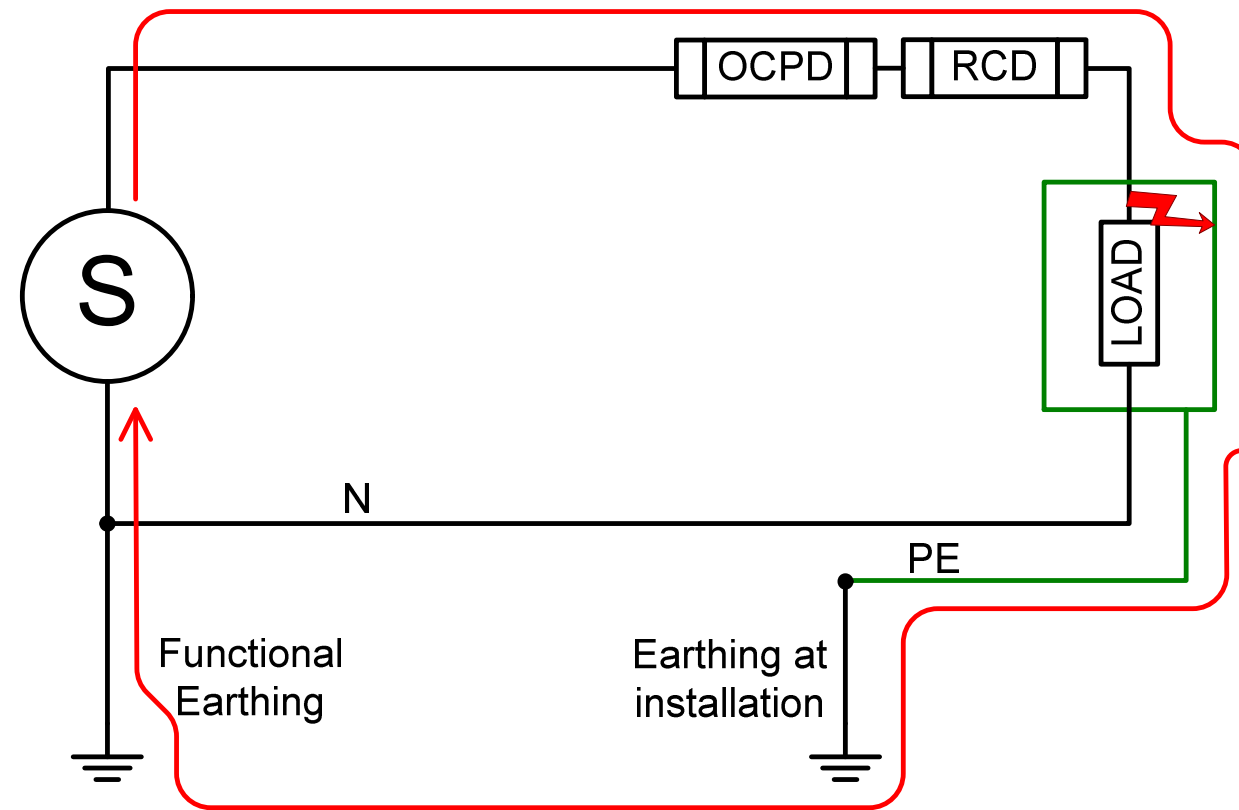 OCPD
RCD
S
LOAD
N
PE
Functional
Earthing
Earthing at
installation